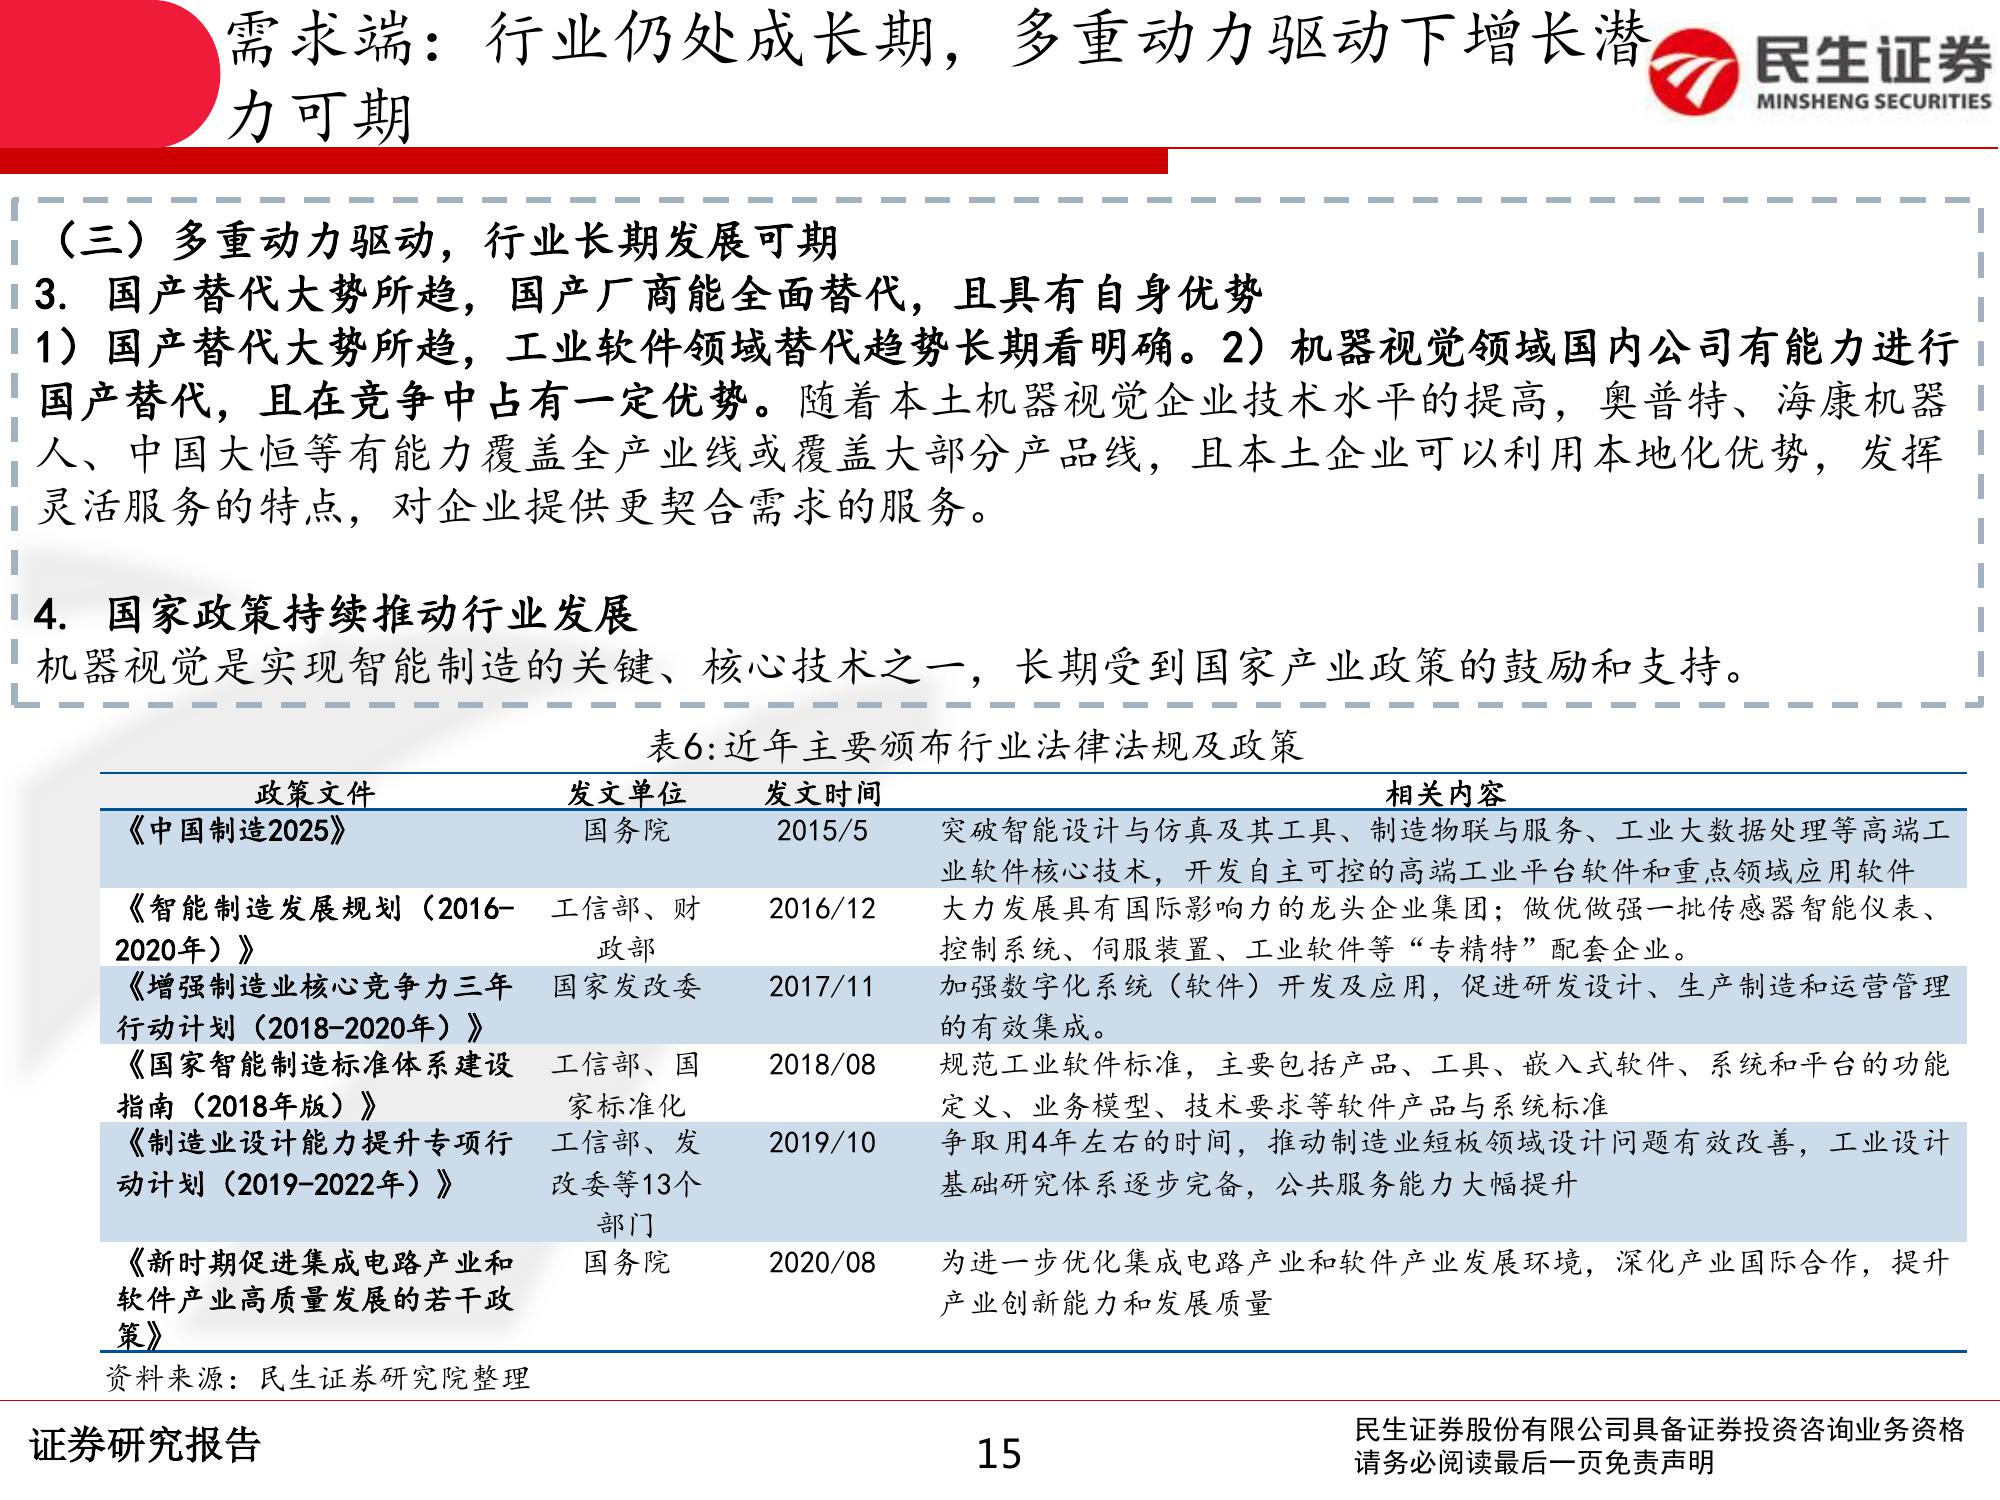 需求端：行业仍处成长期，多重动力驱动下增长潜
力可期
民生证券
MINSHENG SECURITIES
（三）多重动力驱动，行业长期发展可期
3. 国产替代大势所趋，国产厂商能全面替代，且具有自身优势
1）国产替代大势所趋，工业软件领域替代趋势长期看明确。2）机器视觉领域国内公司有能力进行
国产替代，且在竞争中占有一定优势。随着本土机器视觉企业技术水平的提高，奥普特、海康机器
人、中国大恒等有能力覆盖全产业线或覆盖大部分产品线，且本土企业可以利用本地化优势，发挥
灵活服务的特点，对企业提供更契合需求的服务。
4. 国家政策持续推动行业发展
机器视觉是实现智能制造的关键、核心技术之一，长期受到国家产业政策的鼓励和支持。
表6:近年主要颁布行业法律法规及政策
政策文件 发文单位 发文时间 相关内容
《中国制造2025》 国务院 2015/5 突破智能设计与仿真及其工具、制造物联与服务、工业大数据处理等高端工
业软件核心技术，开发自主可控的高端工业平台软件和重点领域应用软件
《智能制造发展规划（2016- 工信部、财 2016/12 大力发展具有国际影响力的龙头企业集团；做优做强一批传感器智能仪表、
2020年）》 政部 控制系统、伺服装置、工业软件等“专精特”配套企业。
《增强制造业核心竞争力三年 国家发改委 2017/11 加强数字化系统（软件）开发及应用，促进研发设计、生产制造和运营管理
行动计划（2018-2020年）》 的有效集成。
《国家智能制造标准体系建设 工信部、国 2018/08 规范工业软件标准，主要包括产品、工具、嵌入式软件、系统和平台的功能
指南（2018年版）》 家标准化 定义、业务模型、技术要求等软件产品与系统标准
《制造业设计能力提升专项行 工信部、发 2019/10 争取用4年左右的时间，推动制造业短板领域设计问题有效改善，工业设计
动计划（2019-2022年）》 改委等13个 基础研究体系逐步完备，公共服务能力大幅提升
部门
《新时期促进集成电路产业和 国务院 2020/08 为进一步优化集成电路产业和软件产业发展环境，深化产业国际合作，提升
软件产业高质量发展的若干政 产业创新能力和发展质量
策》
资料来源：民生证券研究院整理
证券研究报告
15
民生证券股份有限公司具备证券投资咨询业务资格
请务必阅读最后一页免责声明